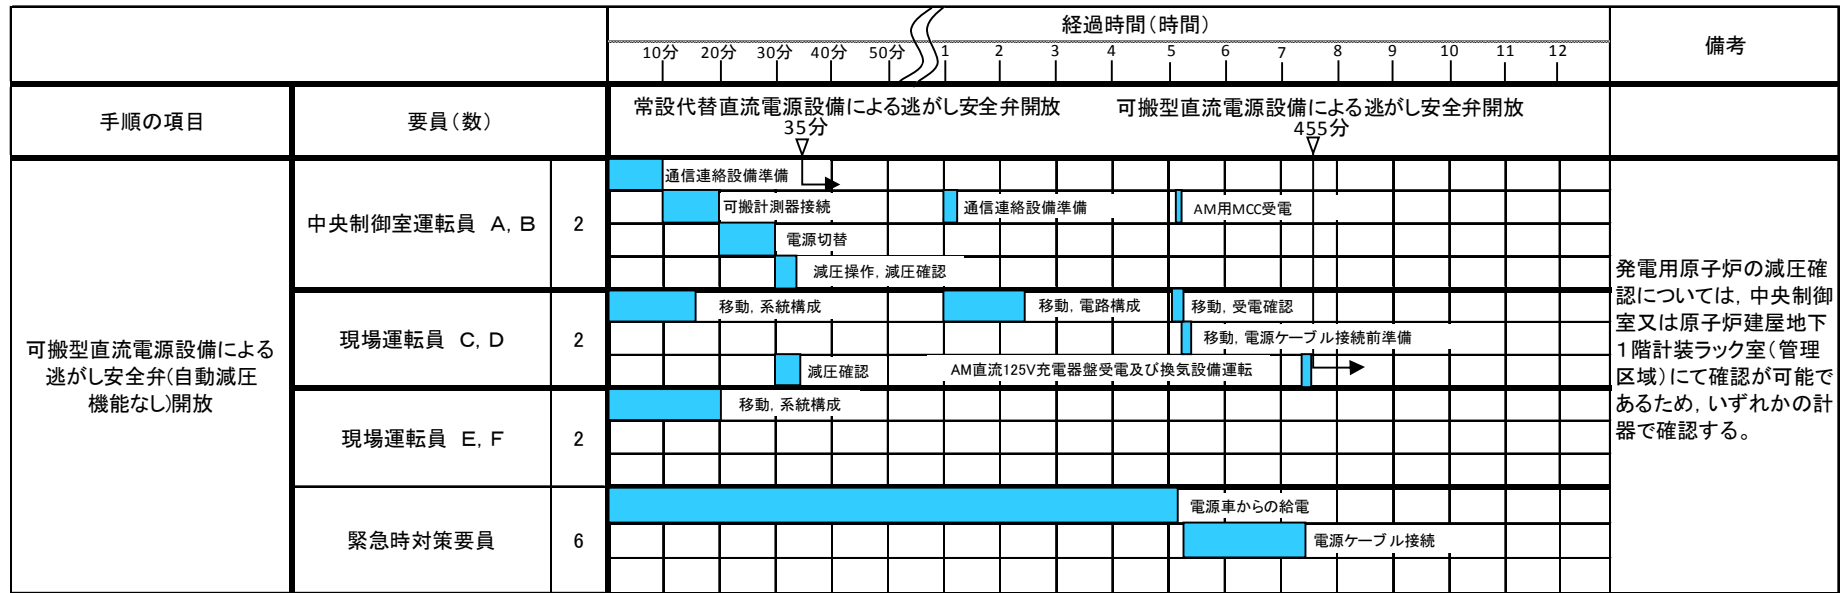 経過時間(時間)
備考
10分 20分 30分 40分 50分 1 2 3 4 5 6 7 8 9 10 11 12
手順の項目
要員(数)
常設代替直流電源設備による逃がし安全弁開放
35分
可搬型直流電源設備による逃がし安全弁開放
455分
可搬型直流電源設備による
逃がし安全弁(自動減圧
機能なし)開放
中央制御室運転員 A, B
2
通信連絡設備準備
可搬計測器接続
通信連絡設備準備
AM用MCC受電
電源切替
減圧操作, 減圧確認
現場運転員 C, D
2
移動, 系統構成
移動, 電路構成
移動, 受電確認
移動, 電源ケーブル接続前準備
減圧確認
AM直流125V充電器盤受電及び換気設備運転
現場運転員 E, F
2
移動, 系統構成
緊急時対策要員
6
電源車からの給電
電源ケーブル接続
発電用原子炉の減圧確
認については, 中央制御
室又は原子炉建屋地下
1階計装ラック室(管理
区域)にて確認が可能で
あるため, いずれかの計
器で確認する。